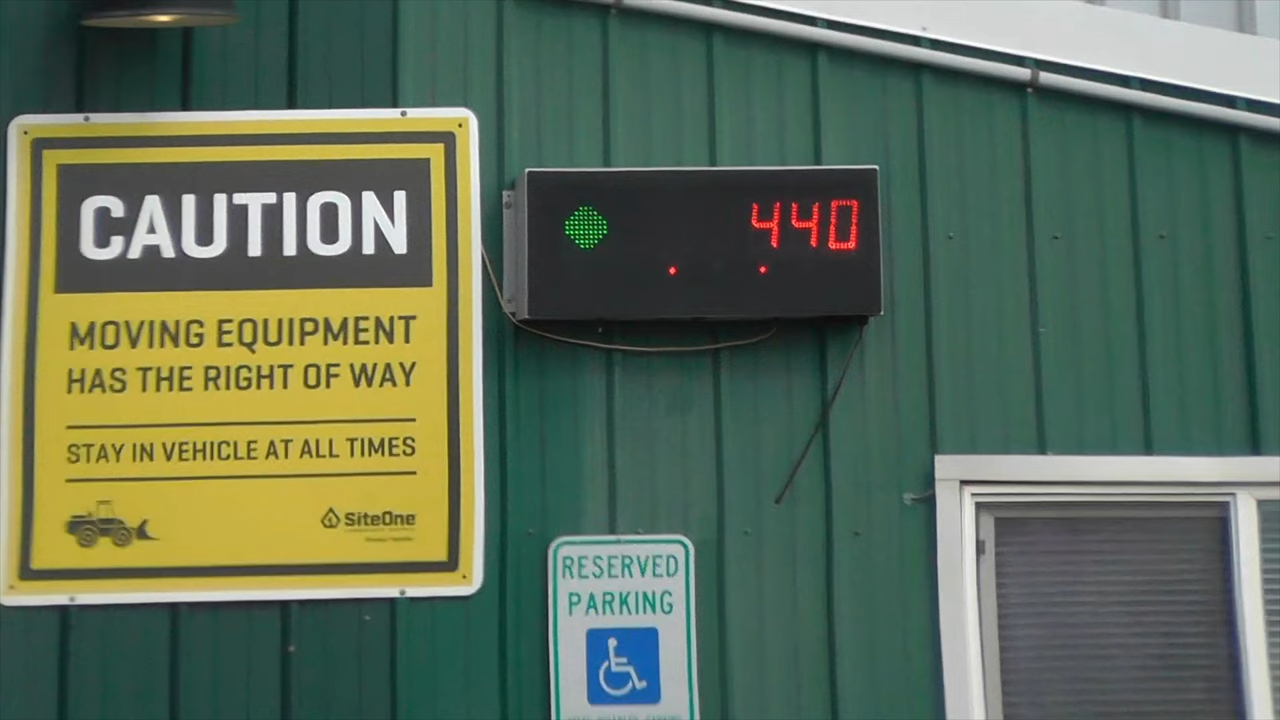 CAUTION
MOVING EQUIPMENT
HAS THE RIGHT OF WAY
STAY IN VEHICLE AT ALL TIMES
SiteOne
440
RESERVED
PARKING